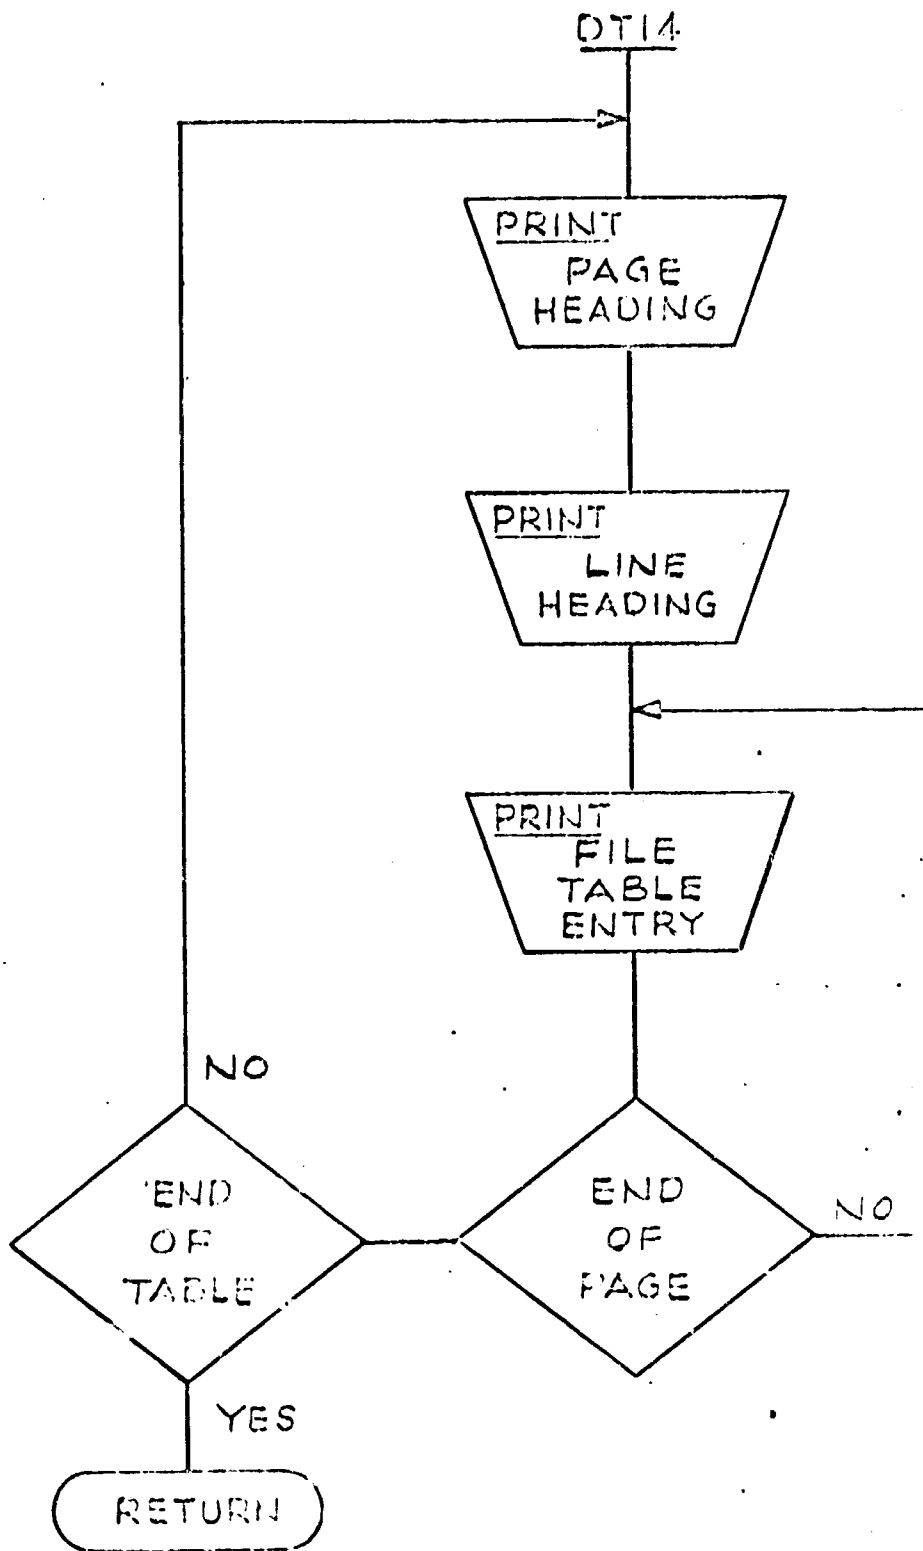 DT14
PRINT
PAGE
HEADING
PRINT
LINE
HEADING
PRINT
FILE
TABLE
ENTRY
NO
END
OF
TABLE
END
OF
PAGE
NO
YES
RETURN